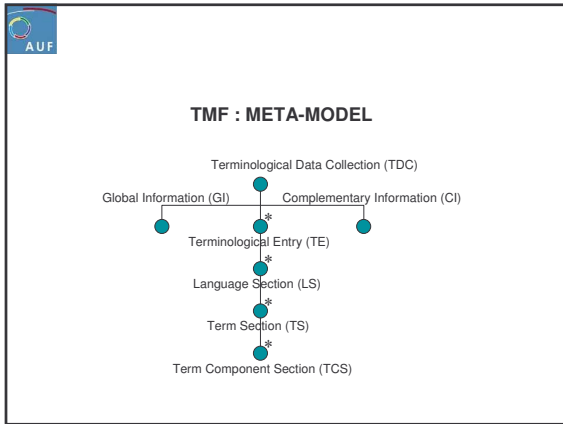 AUF
TMF : META-MODEL
Terminological Data Collection (TDC)
Global Information (GI)
Complementary Information (CI)
*
Terminological Entry (TE)
*
Language Section (LS)
*
Term Section (TS)
*
Term Component Section (TCS)